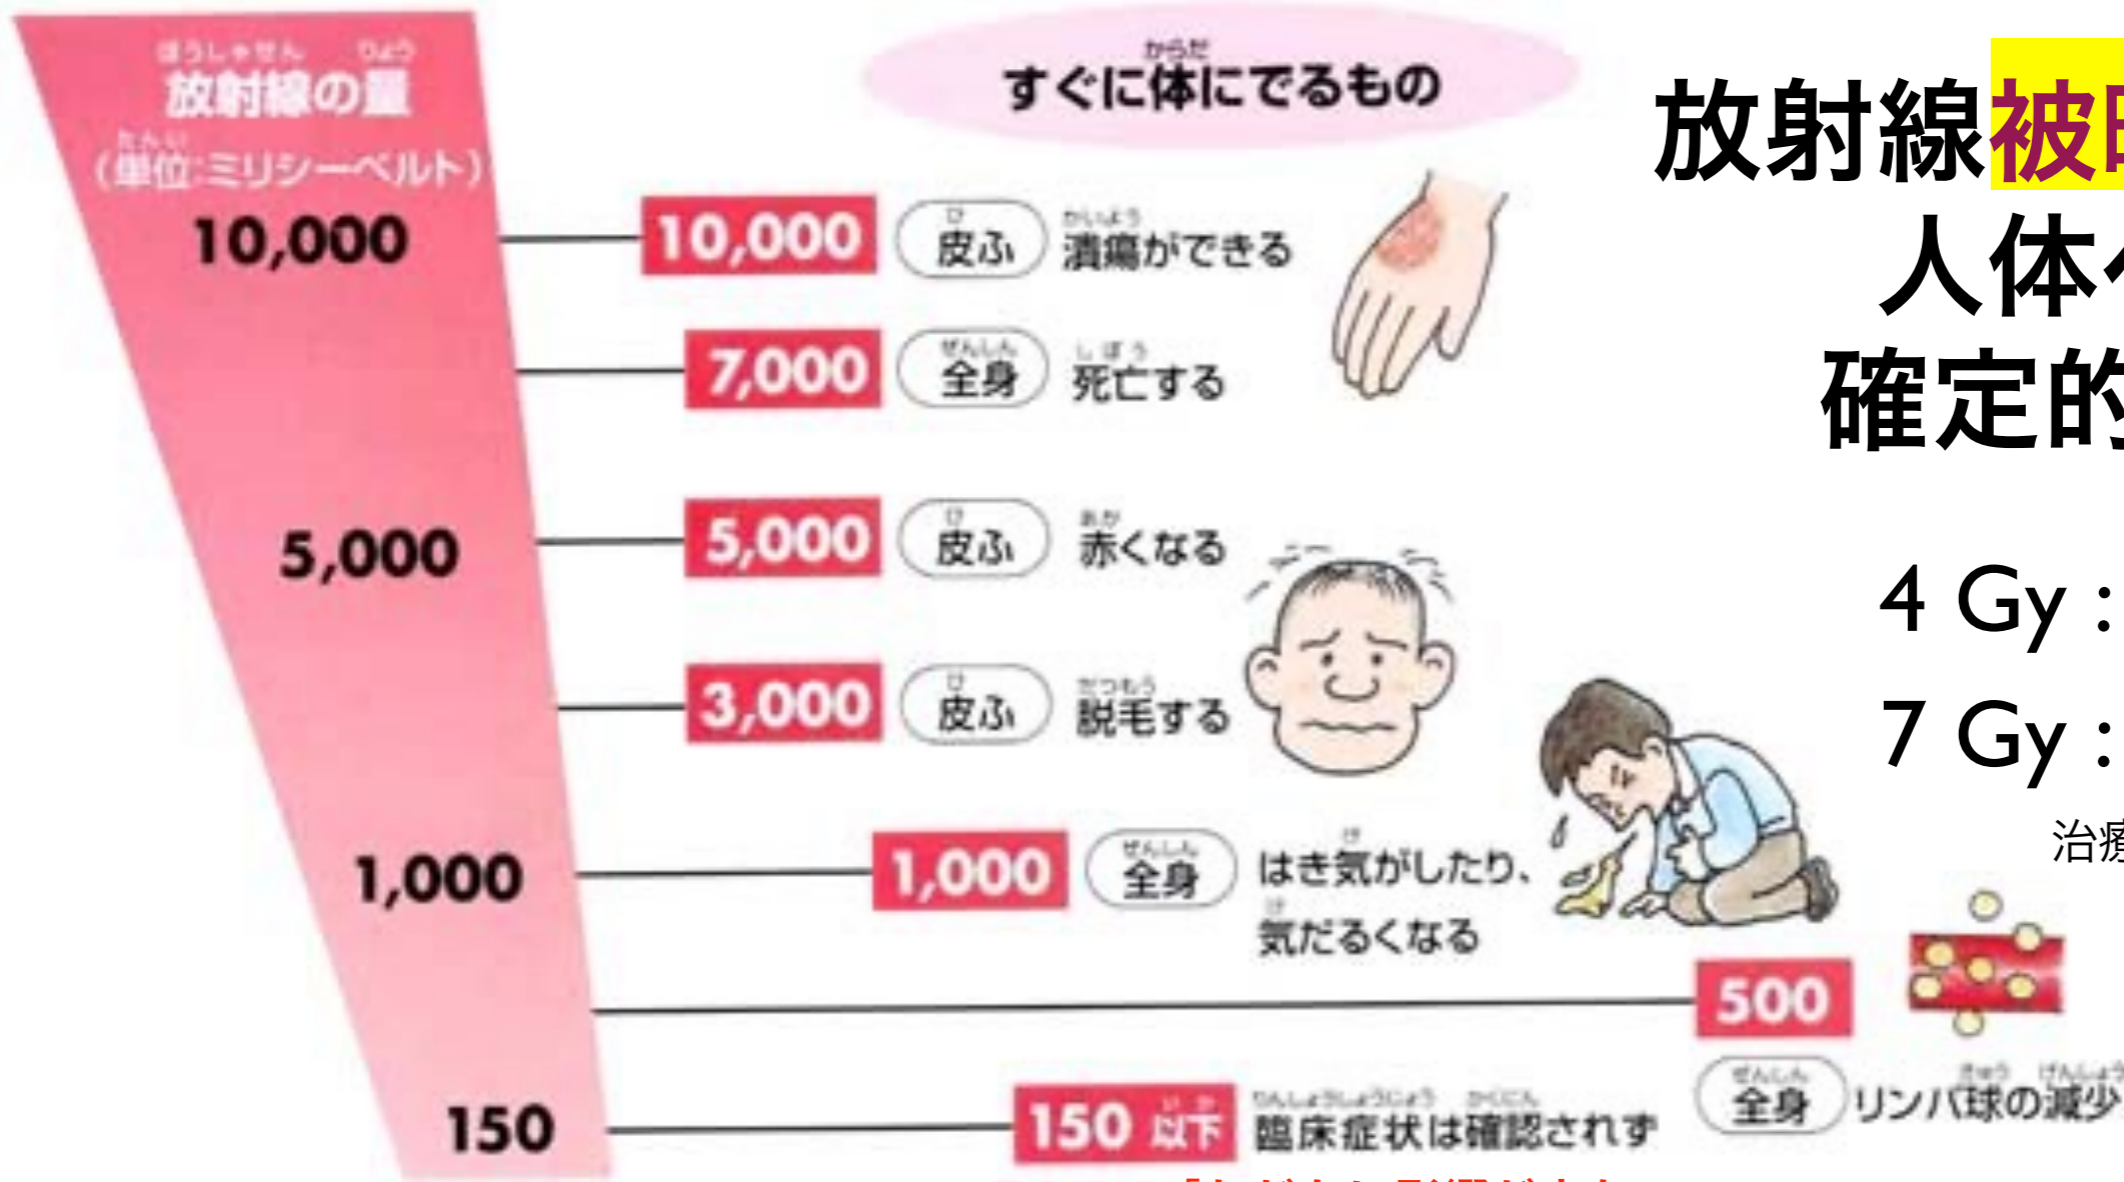 放射線の量
(単位:ミリシーベルト)
10,000
5,000
1,000
150
すぐに体にでるもの
10,000 皮ふ 潰瘍ができる
7,000 全身 死亡する
5,000 皮ふ 赤くなる
3,000 皮ふ 脱毛する
1,000 全身 はき気がしたり、
気だるくなる
500
全身 リンパ球の減少
150 以下 臨床症状は確認されず
放射線被
人体
確定的
4 Gy :
7 Gy :
治療